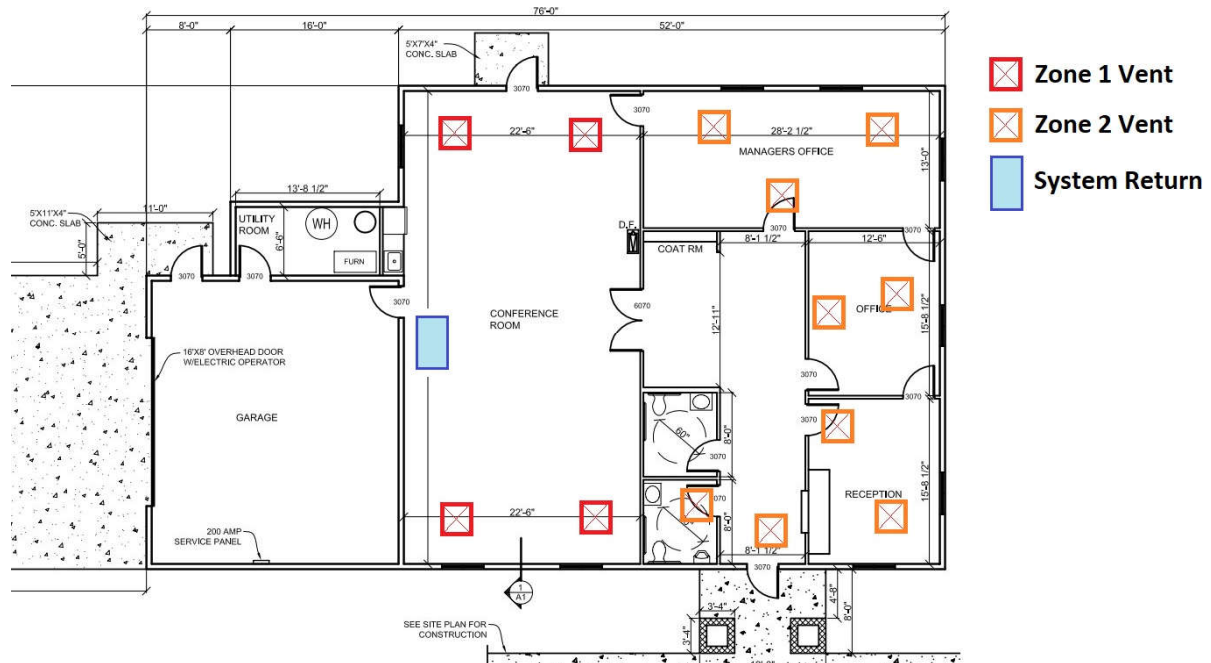 76'-0"
8'-0"
16'-0"
52'-0"
5'X7'X4"
CONC. SLAB
3070
Zone 1 Vent
Zone 2 Vent
System Return
3070
22'-6"
28'-2 1/2"
MANAGERS OFFICE
13'-0"
13'-8 1/2"
5'X11'X4"
CONC. SLAB
11'-0"
5'-0"
UTILITY
ROOM
WH
6'-6"
FURN
D.F.
COAT RM
3070
8'-1 1/2"
12'-6"
3070
3070
3070
3070
6070
CONFERENCE
ROOM
12'-11"
OFFICE
15'-8 1/2"
16'X8' OVERHEAD DOOR
W/ELECTRIC OPERATOR
GARAGE
3070
3070
3070
60"
8'-0"
3070
RECEPTION
15'-8 1/2"
22'-6"
8'-0"
200 AMP
SERVICE PANEL
8'-1 1/2"
3070
1
A1
3'-4"
4'-8"
8'-0"
3'-4"
SEE SITE PLAN FOR
CONSTRUCTION